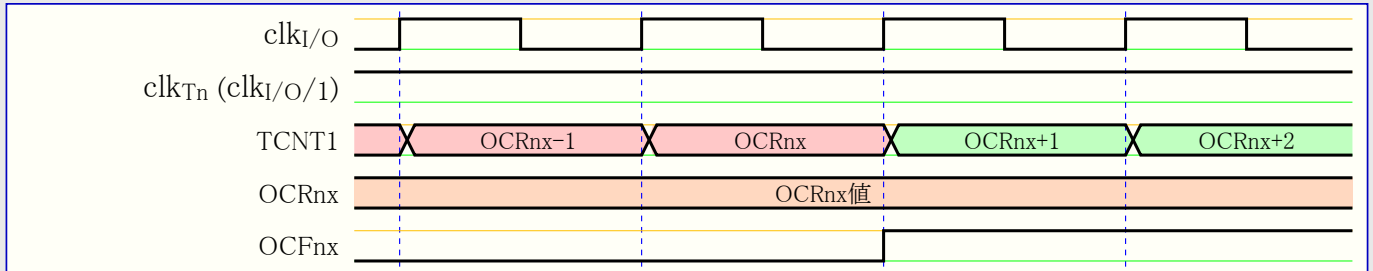 clkI/O
clkTn (clkI/O/1)
TCNT1 OCRnx-1 OCRnx OCRnx+1 OCRnx+2
OCRnx OCRnx値
OCFnx